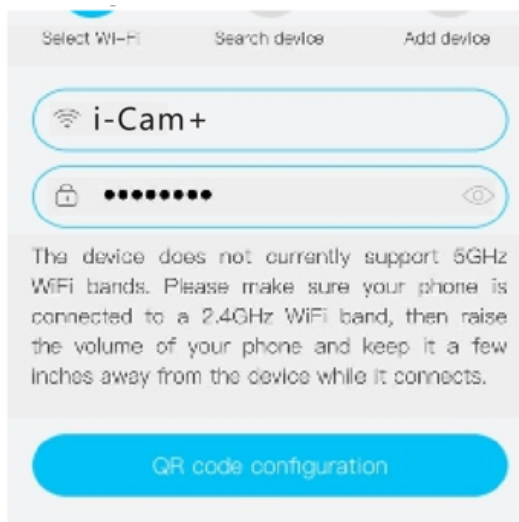 Select Wi-Fi Search device Add device
i-Cam+
••••••••
The device does not currently support 5GHz
WiFi bands. Please make sure your phone is
connected to a 2.4GHz WiFi band, then raise
the volume of your phone and keep it a few
inches away from the device while it connects.
QR code configuration